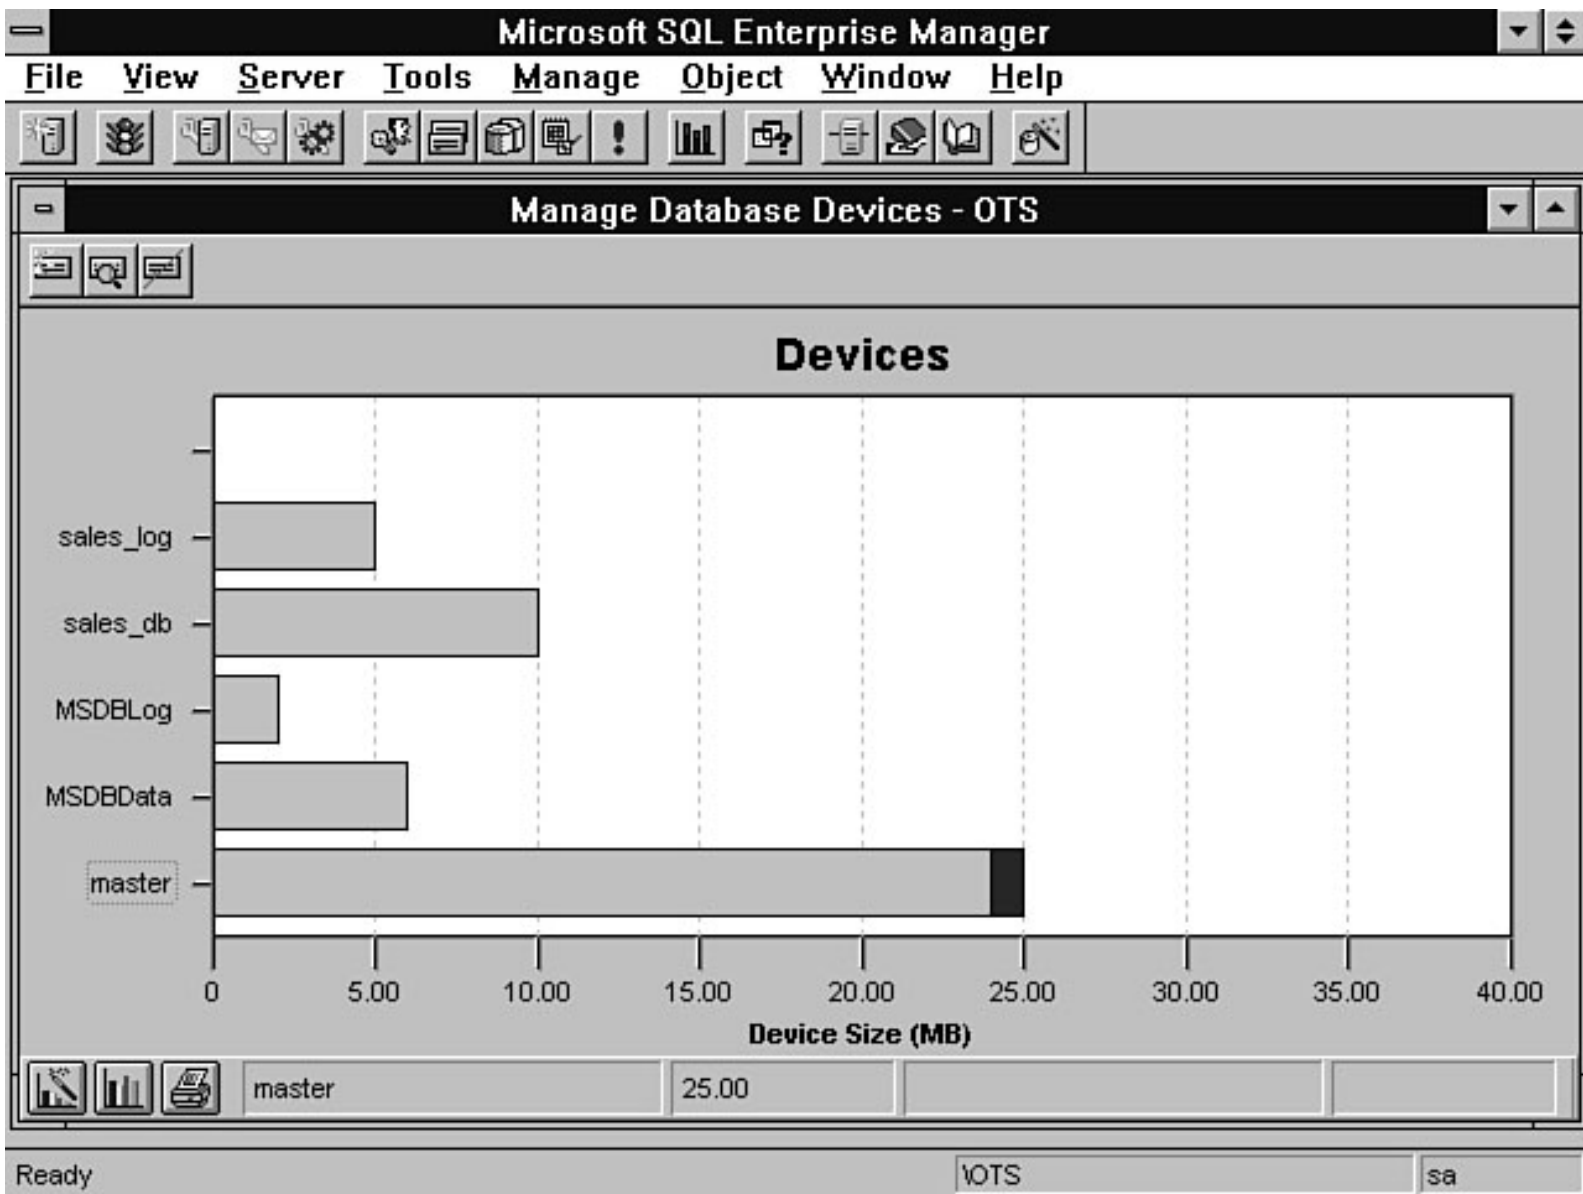 Microsoft SQL Enterprise Manager
File View Server Tools Manage Object Window Help
Manage Database Devices - OTS
Devices
sales_log
sales_db
MSDBLog
MSDBData
master
0 5.00 10.00 15.00 20.00 25.00 30.00 35.00 40.00
Device Size (MB)
master 25.00
Ready \OTS sa